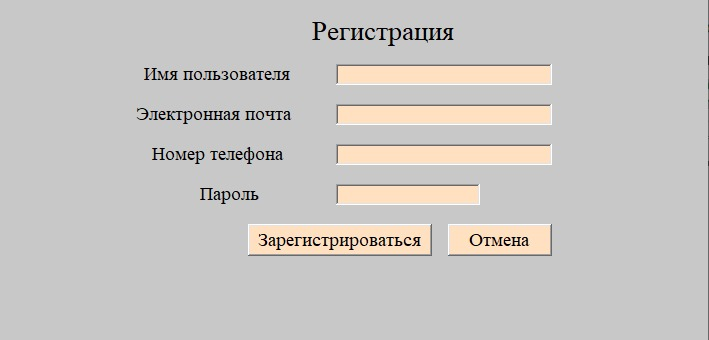 Регистрация
Имя пользователя
Электронная почта
Номер телефона
Пароль
Зарегистрироваться Отмена